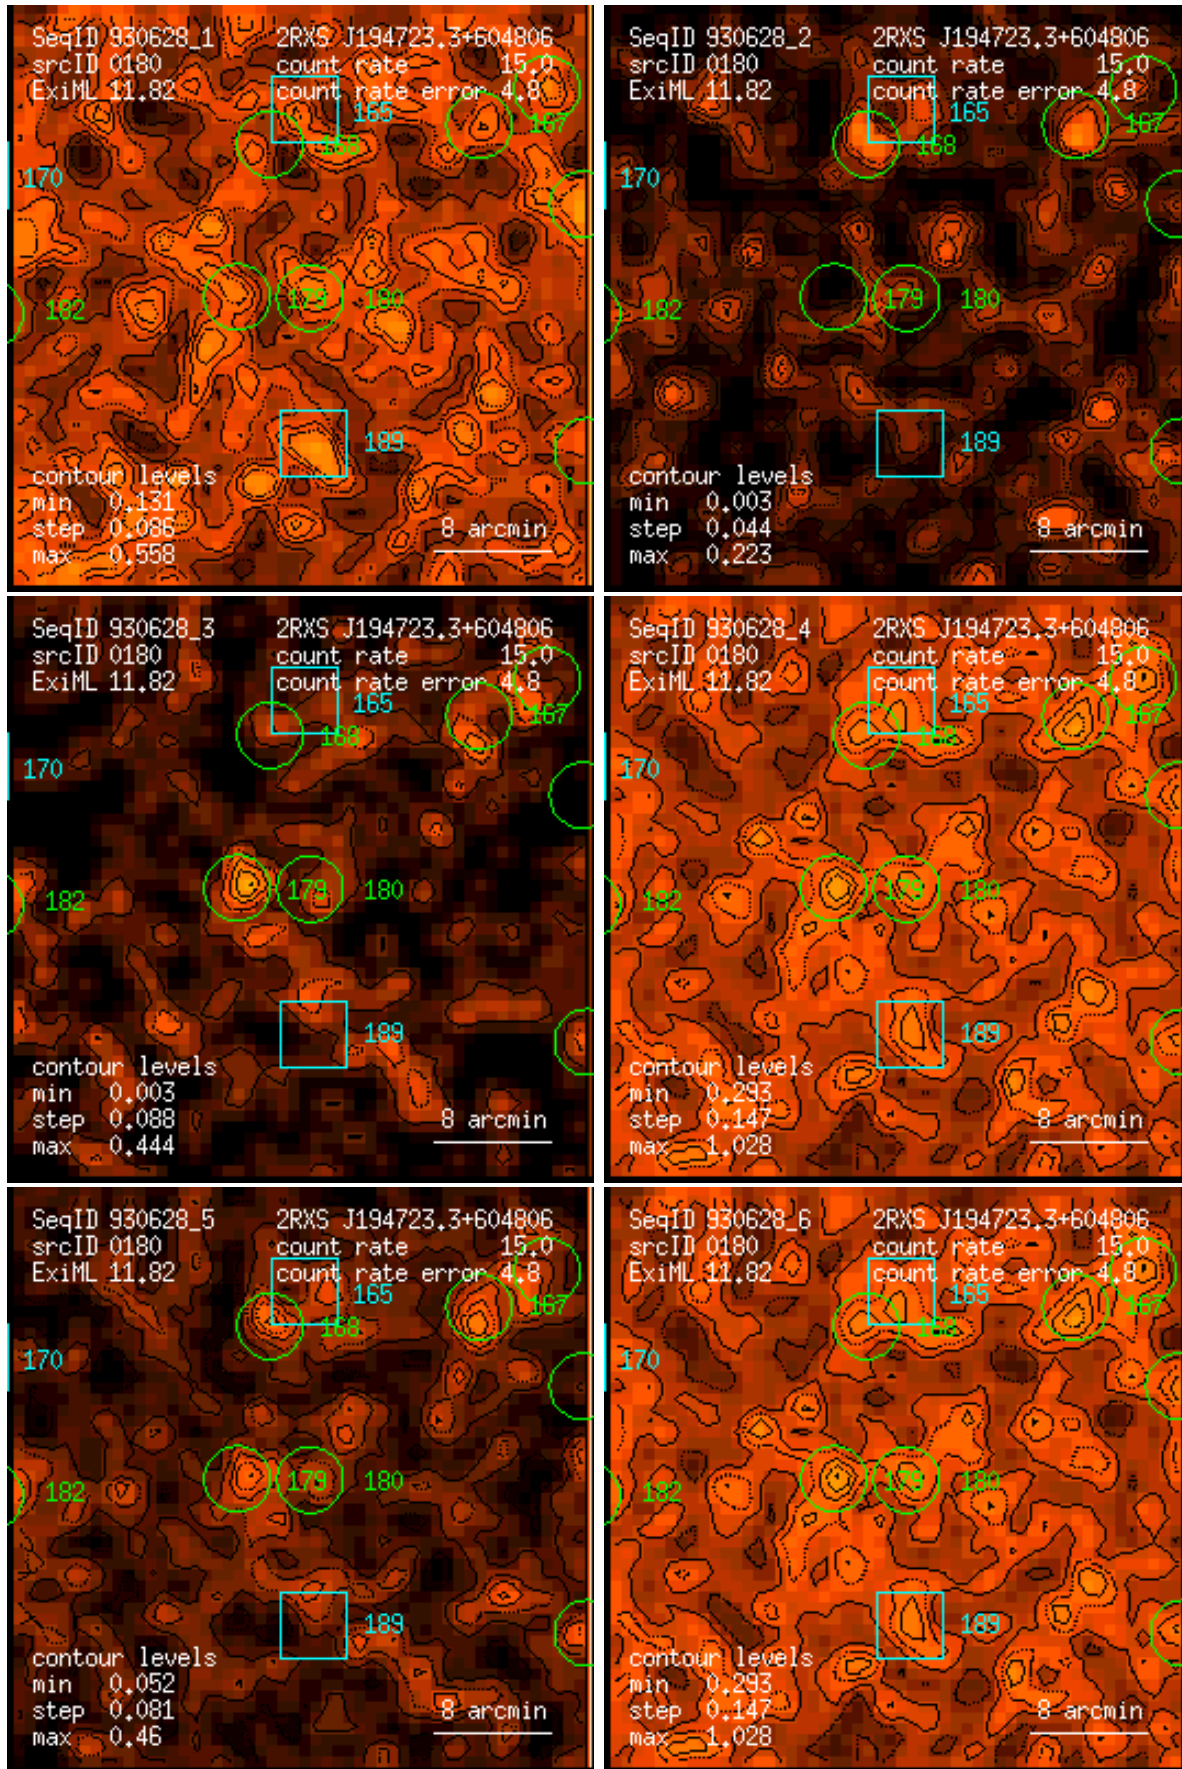 SeqID 930628_1 2RXS J194723.3+604806
srcID 0180 count rate 15.0
ExiML 11.82 count rate error 4.8
165
167
168
170
179 180
182
189
contour levels
min 0.131
step 0.086
max 0.558
8 arcmin
SeqID 930628_2 2RXS J194723.3+604806
srcID 0180 count rate 15.0
ExiML 11.82 count rate error 4.8
165
167
168
170
179 180
182
189
contour levels
min 0.003
step 0.044
max 0.223
8 arcmin
SeqID 930628_3 2RXS J194723.3+604806
srcID 0180 count rate 15.0
ExiML 11.82 count rate error 4.8
165
167
168
170
179 180
182
189
contour levels
min 0.003
step 0.088
max 0.444
8 arcmin
SeqID 930628_4 2RXS J194723.3+604806
srcID 0180 count rate 15.0
ExiML 11.82 count rate error 4.8
165
167
168
170
179 180
182
189
contour levels
min 0.293
step 0.147
max 1.028
8 arcmin
SeqID 930628_5 2RXS J194723.3+604806
srcID 0180 count rate 15.0
ExiML 11.82 count rate error 4.8
165
167
168
170
179 180
182
189
contour levels
min 0.052
step 0.081
max 0.46
8 arcmin
SeqID 930628_6 2RXS J194723.3+604806
srcID 0180 count rate 15.0
ExiML 11.82 count rate error 4.8
165
167
168
170
179 180
182
189
contour levels
min 0.293
step 0.147
max 1.028
8 arcmin